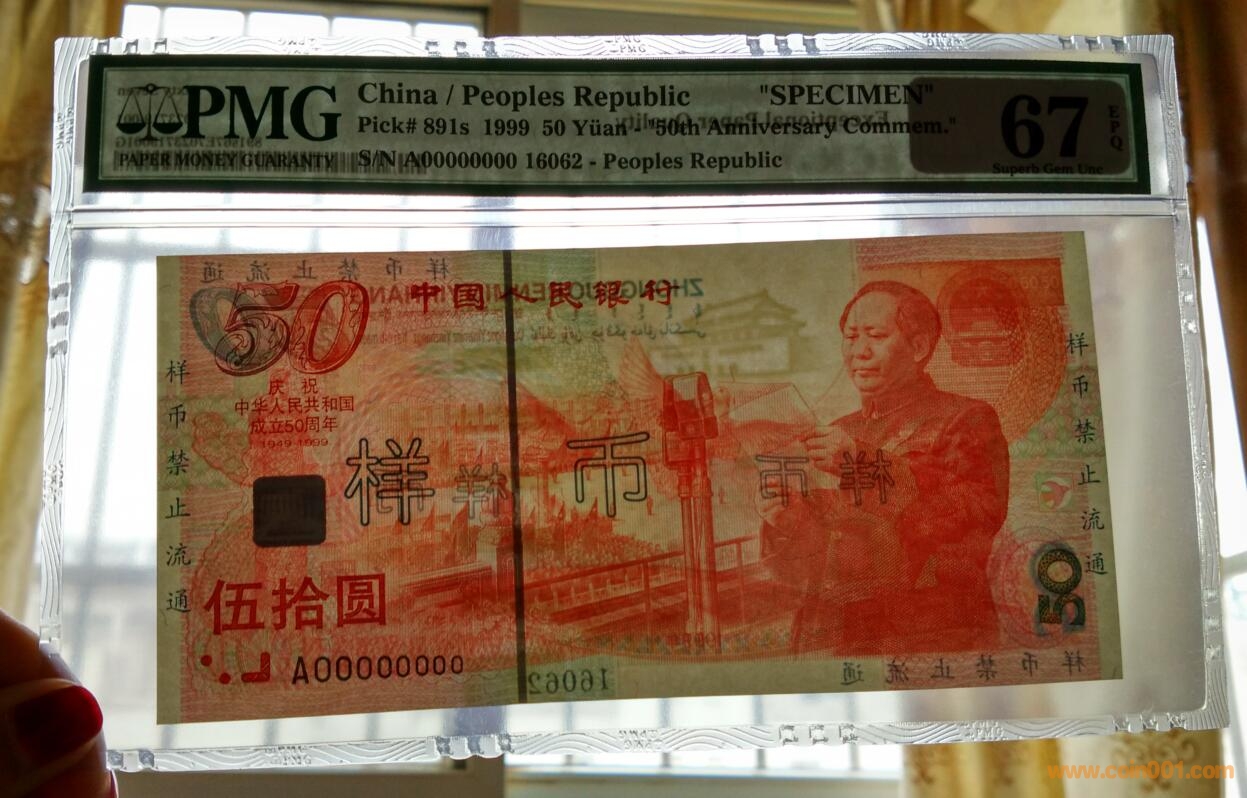 PMG
PAPER MONEY GUARANTY
China / Peoples Republic "SPECIMEN"
Pick# 891s 1999 50 Yüan - "50th Anniversary Commem."
S/N A00000000 16062 - Peoples Republic
67
EPQ
Superb Gem Unc
样币禁止流通
50
中国人民银行
庆祝
中华人民共和国
成立50周年
1949-1999
样币禁止流通
样币
样币
样币禁止流通
50
伍拾圆
A00000000
16062
样币禁止流通
www.coin001.com